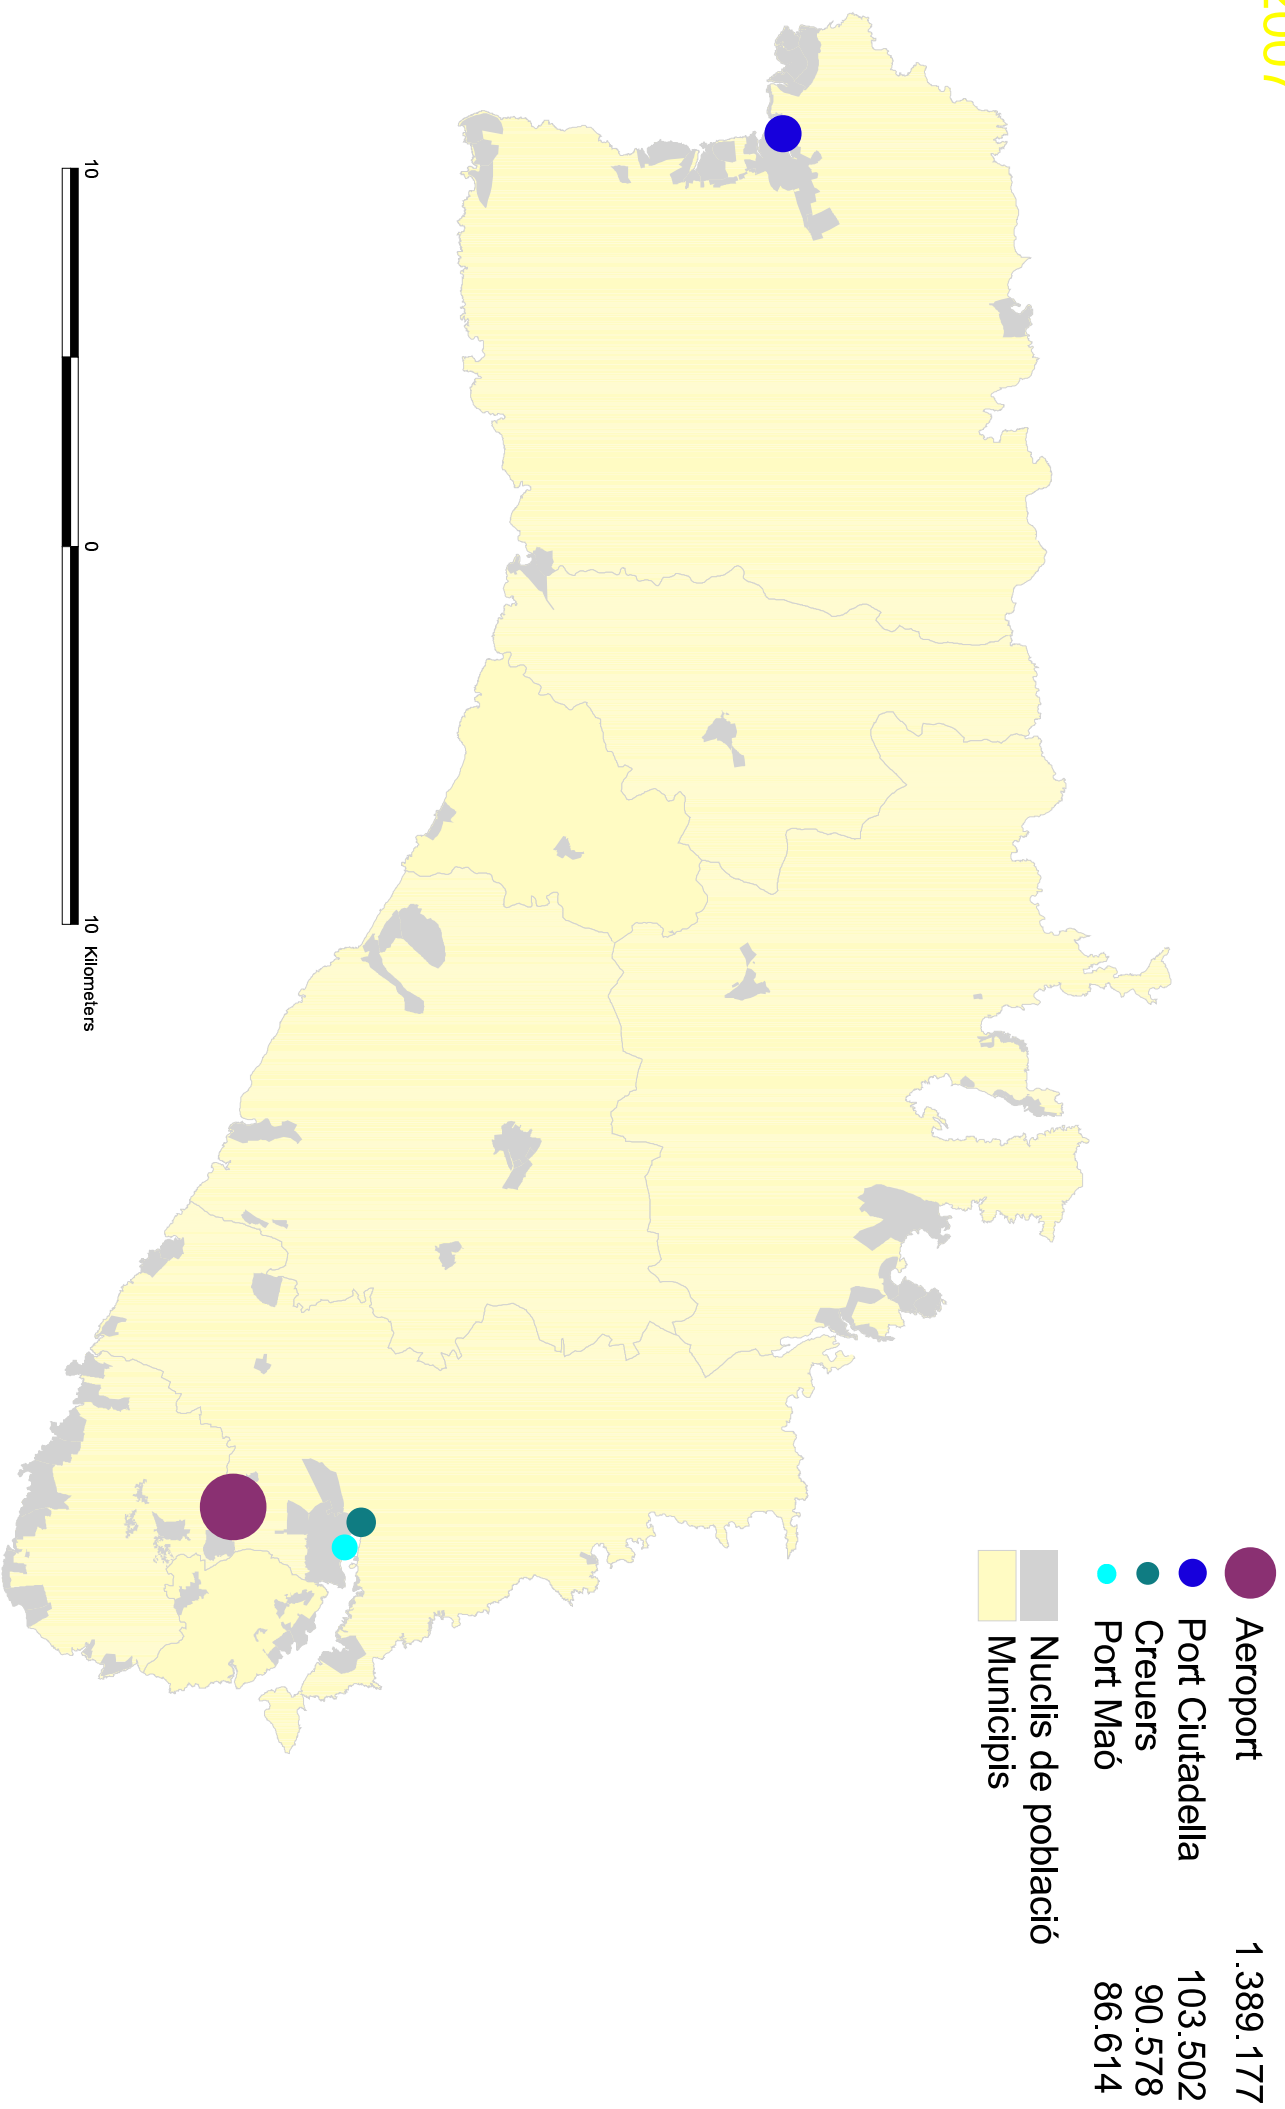 2007
Aeroport 1.389.177
Port Ciutadella 103.502
Creuers 90.578
Port Maó 86.614
Nuclis de població
Municipis
10 0 10 Kilometers